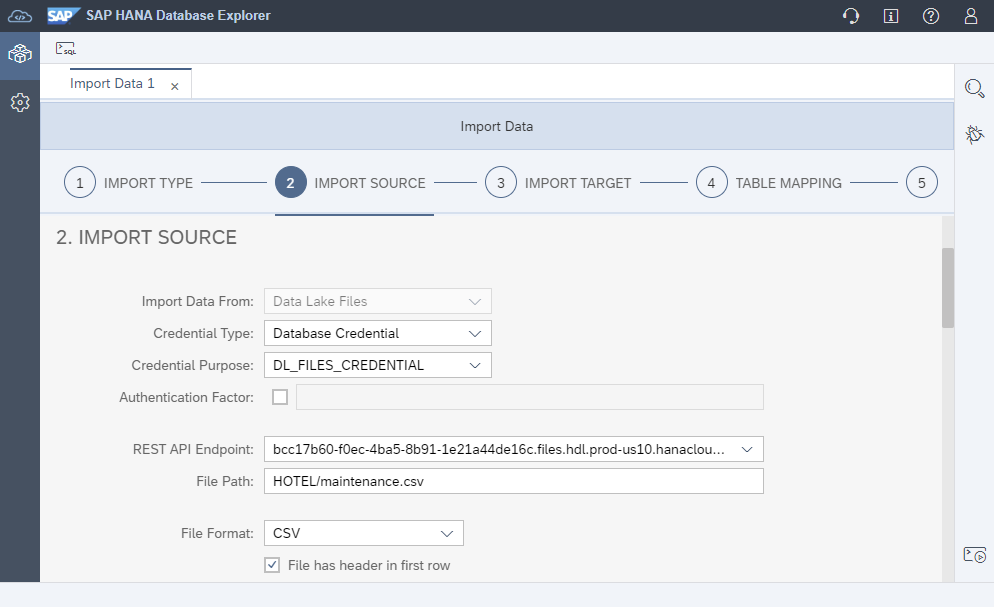 SAP SAP HANA Database Explorer
SQL
Import Data 1
Import Data
1 IMPORT TYPE 2 IMPORT SOURCE 3 IMPORT TARGET 4 TABLE MAPPING 5
2. IMPORT SOURCE
Import Data From: Data Lake Files
Credential Type: Database Credential
Credential Purpose: DL_FILES_CREDENTIAL
Authentication Factor:
REST API Endpoint: bcc17b60-f0ec-4ba5-8b91-1e21a44de16c.files.hdl.prod-us10.hanaclou...
File Path: HOTEL/maintenance.csv
File Format: CSV
File has header in first row